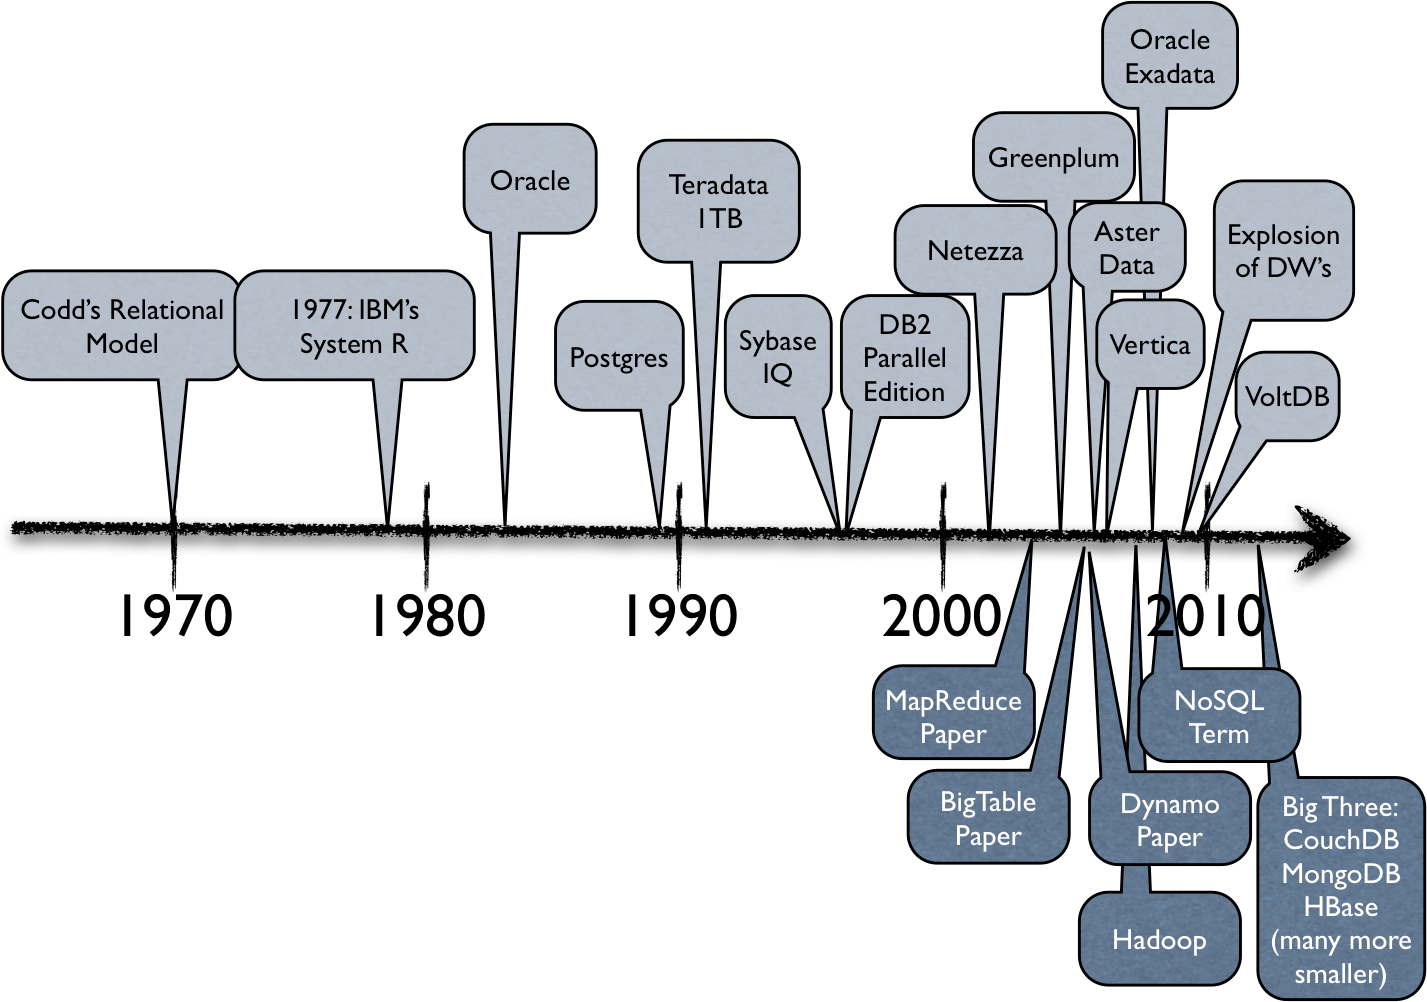 Oracle
Exadata
Greenplum
Oracle
Teradata
1TB
Netezza
Aster
Data
Explosion
of DW's
Codd's Relational
Model
1977: IBM's
System R
Postgres
Sybase
IQ
DB2
Parallel
Edition
Vertica
VoltDB
1970
1980
1990
2000
2010
MapReduce
Paper
NoSQL
Term
BigTable
Paper
Dynamo
Paper
Hadoop
Big Three:
CouchDB
MongoDB
HBase
(many more
smaller)